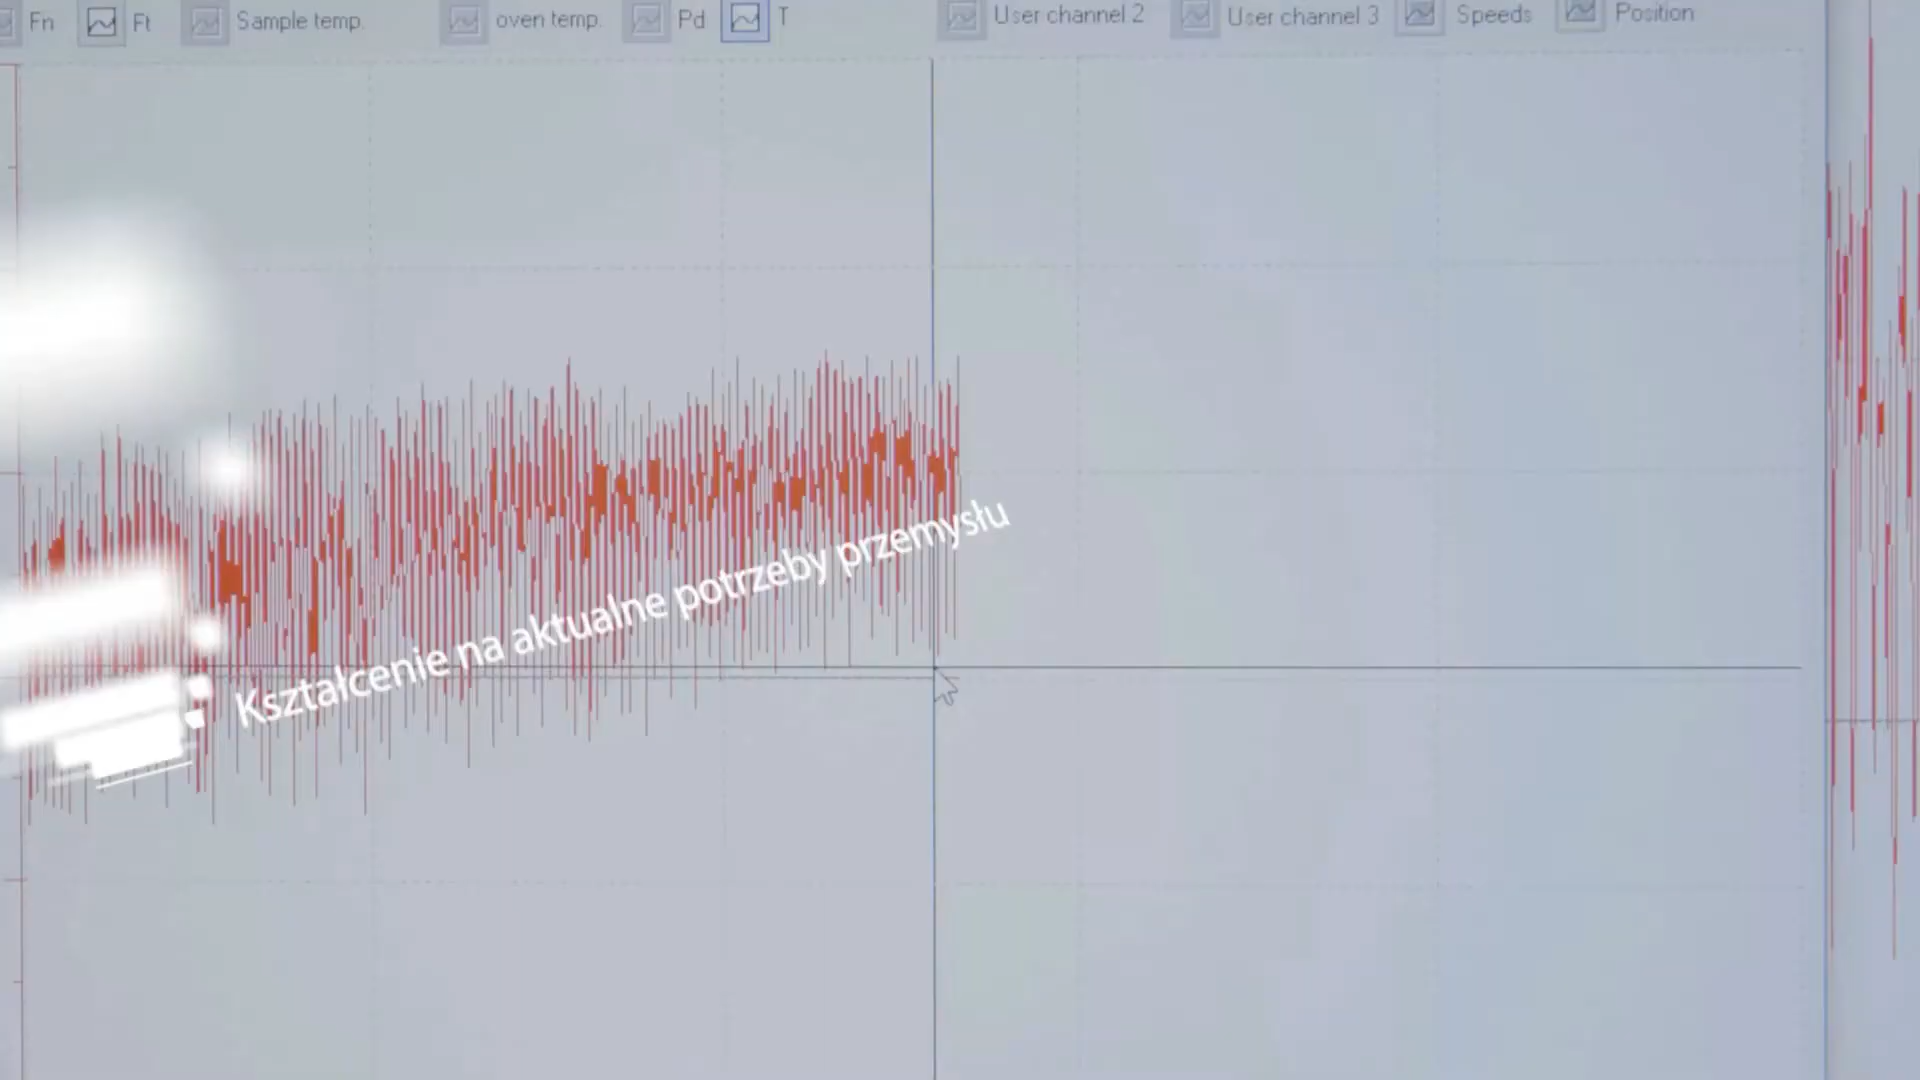 Fn Ft Sample temp. oven temp. Pd T User channel 2 User channel 3 Speeds Position
Kształcenie na aktualne potrzeby przemysłu